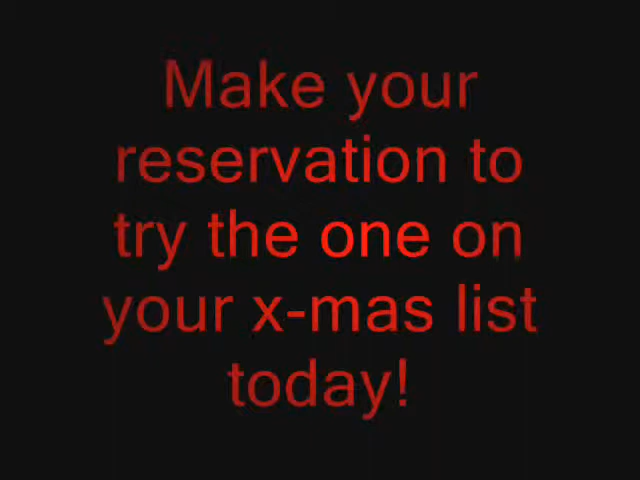 Make your
reservation to
try the one on
your x-mas list
today!